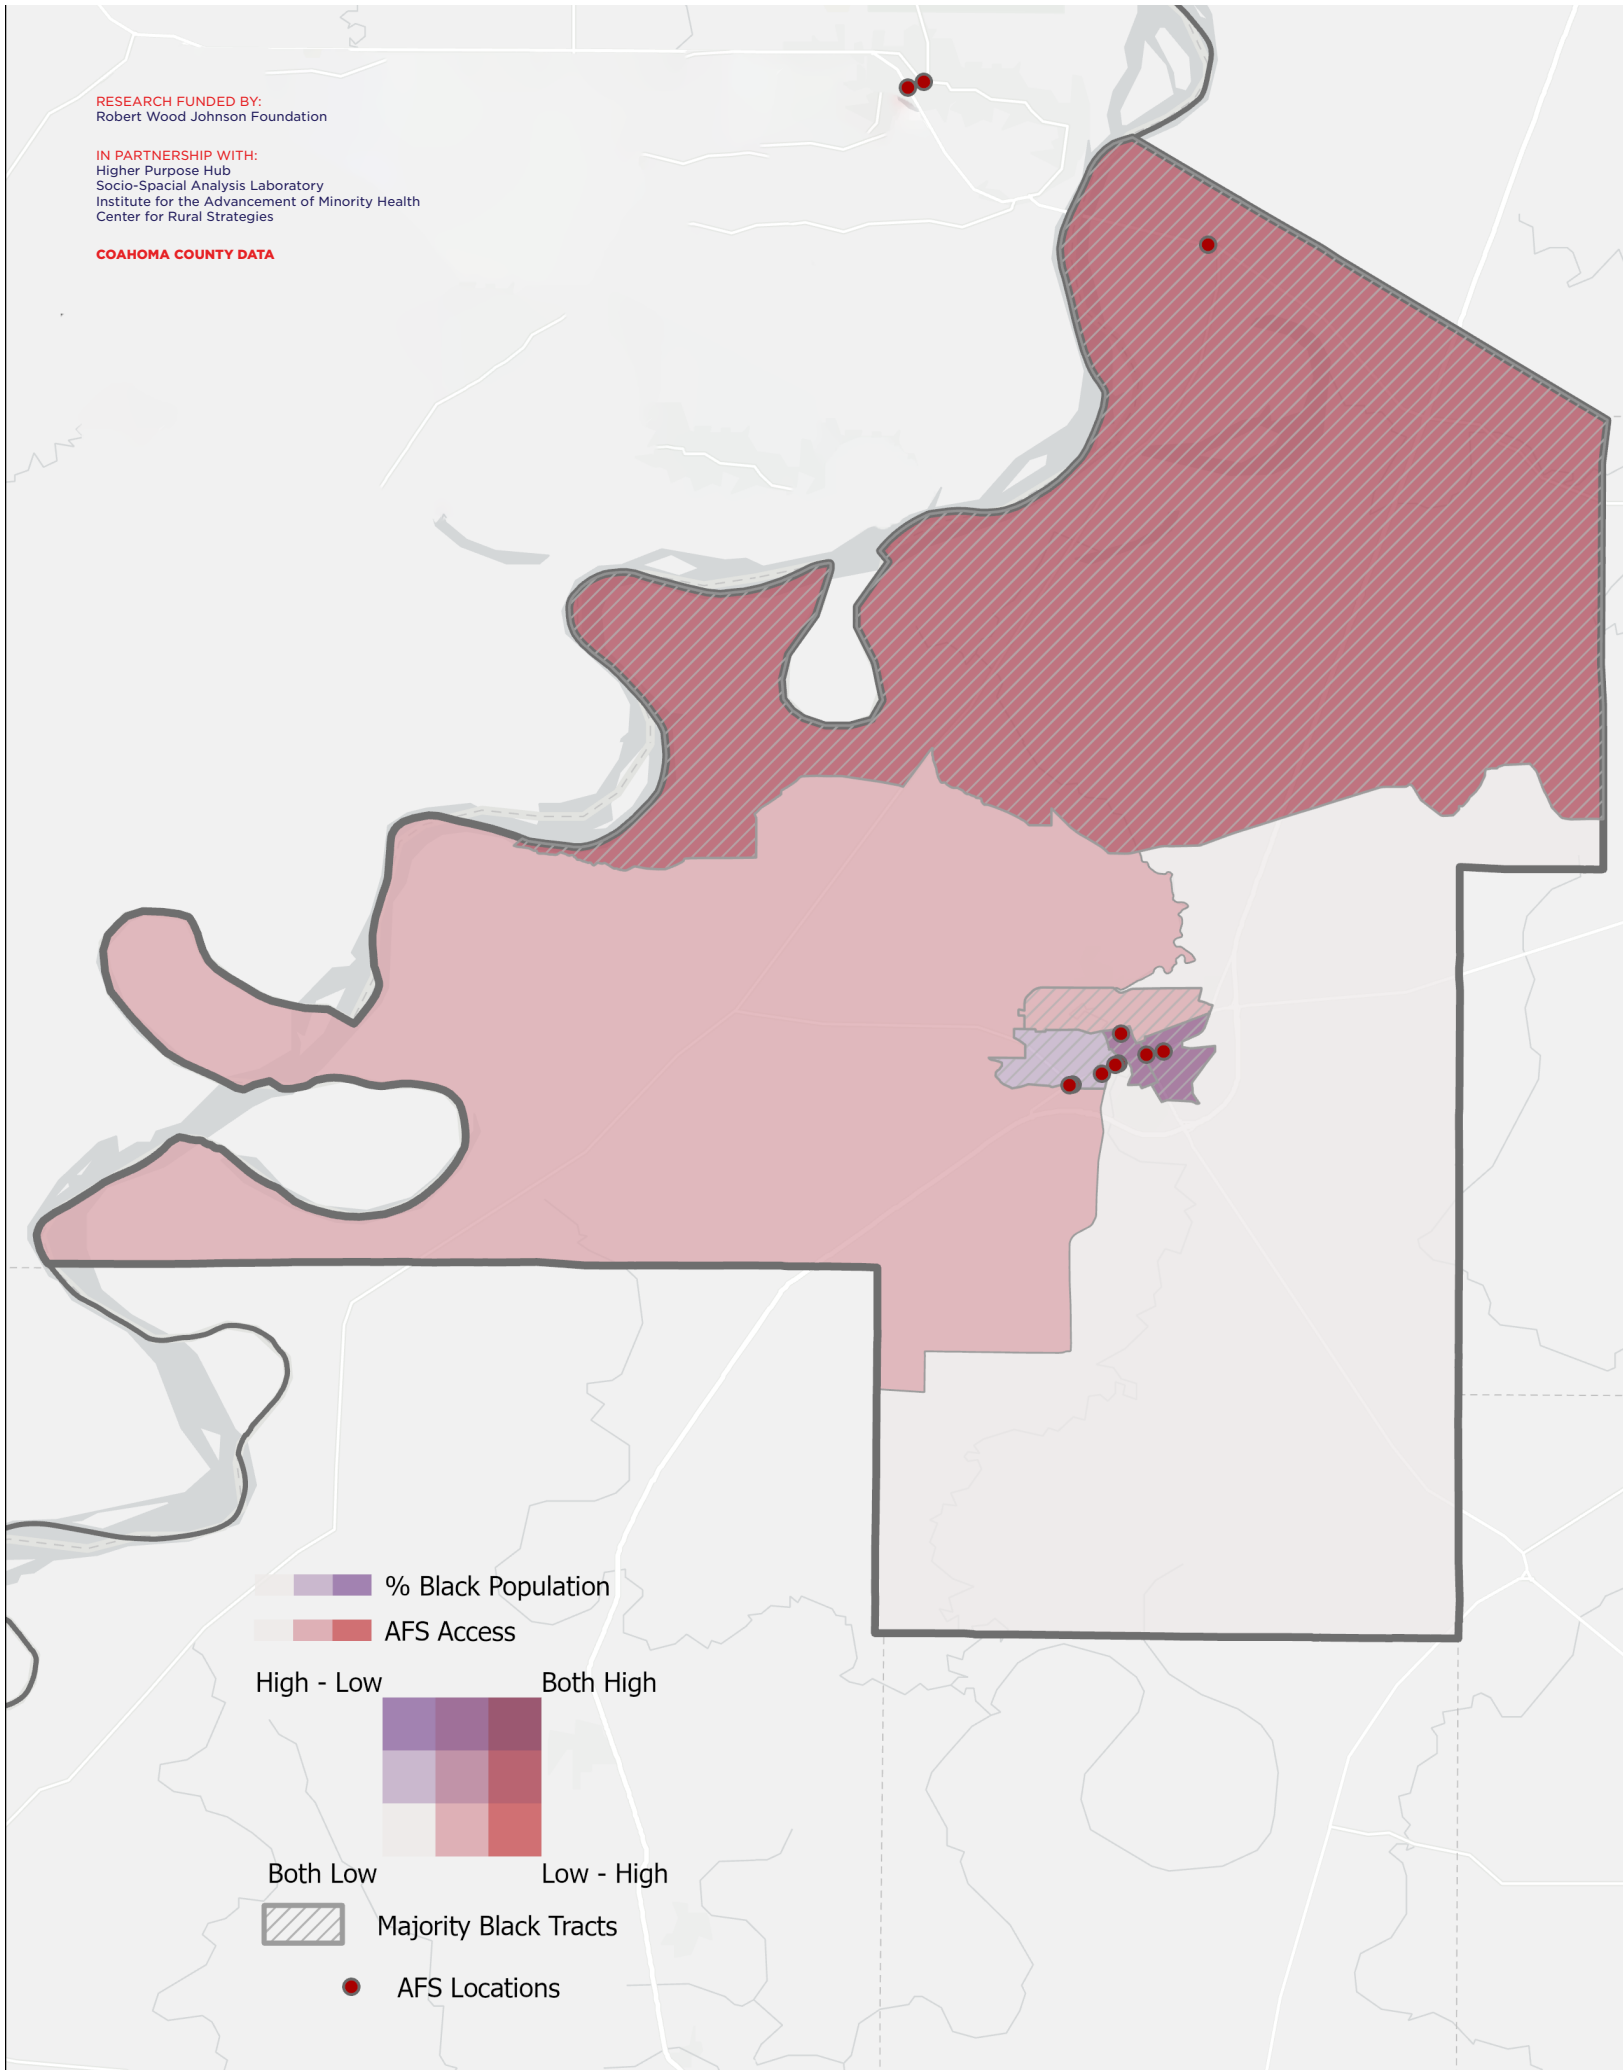 RESEARCH FUNDED BY:
Robert Wood Johnson Foundation
IN PARTNERSHIP WITH:
Higher Purpose Hub
Socio-Spacial Analysis Laboratory
Institute for the Advancement of Minority Health
Center for Rural Strategies
COAHOMA COUNTY DATA
% Black Population
AFS Access
High - Low
Both High
Both Low
Low - High
Majority Black Tracts
AFS Locations